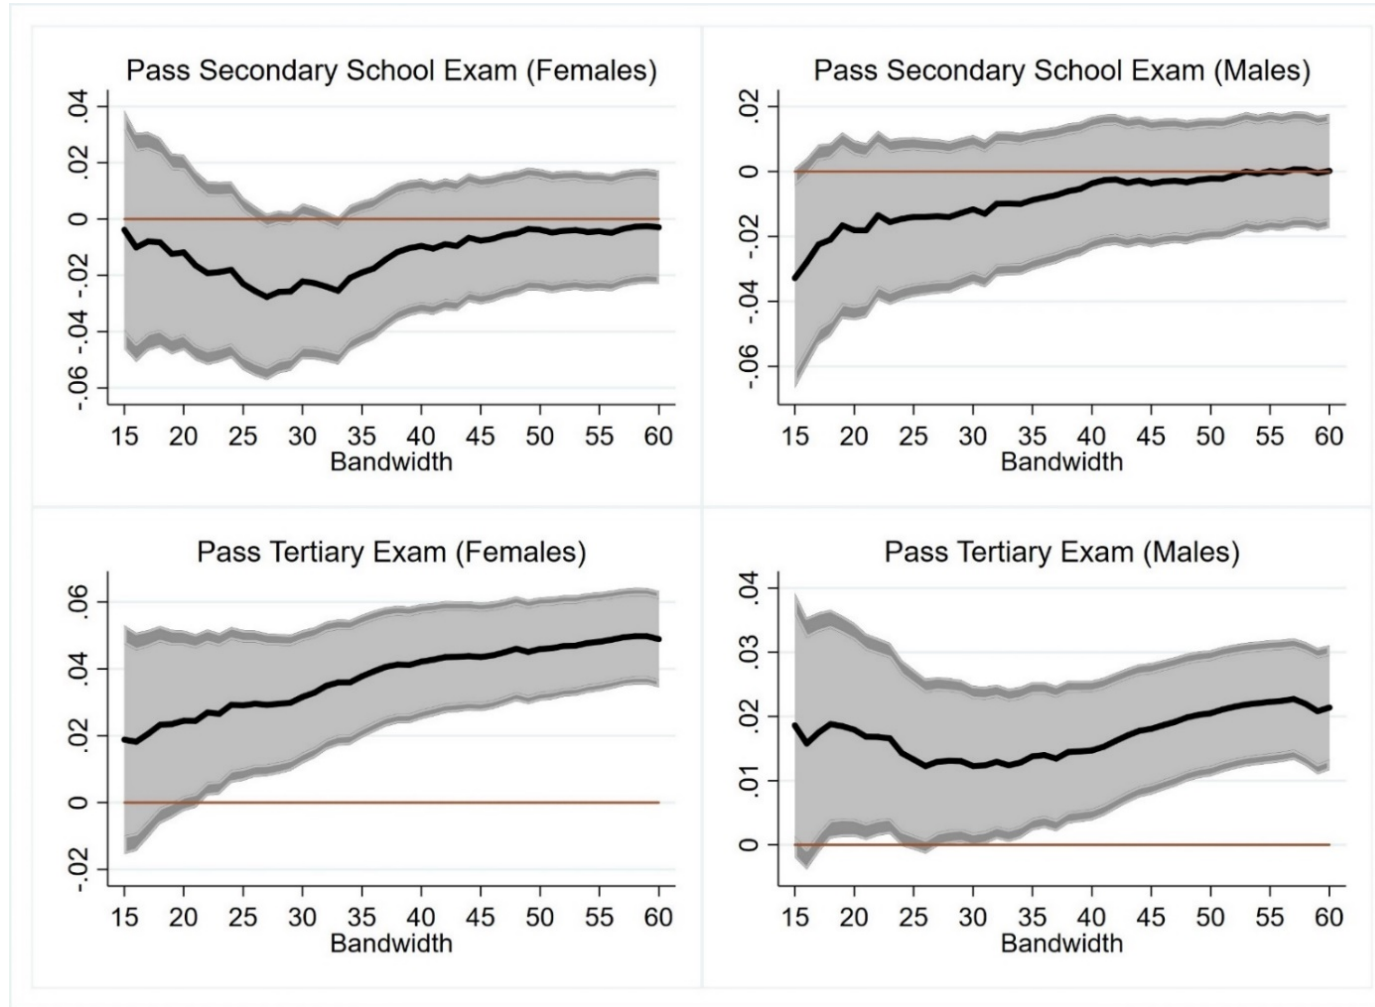 Pass Secondary School Exam (Females)
.04
.02
0
-.02
-.04
-.06
15 20 25 30 35 40 45 50 55 60
Bandwidth
Pass Secondary School Exam (Males)
.02
0
-.02
-.04
-.06
15 20 25 30 35 40 45 50 55 60
Bandwidth
Pass Tertiary Exam (Females)
.06
.04
.02
0
-.02
15 20 25 30 35 40 45 50 55 60
Bandwidth
Pass Tertiary Exam (Males)
.04
.03
.02
.01
0
15 20 25 30 35 40 45 50 55 60
Bandwidth